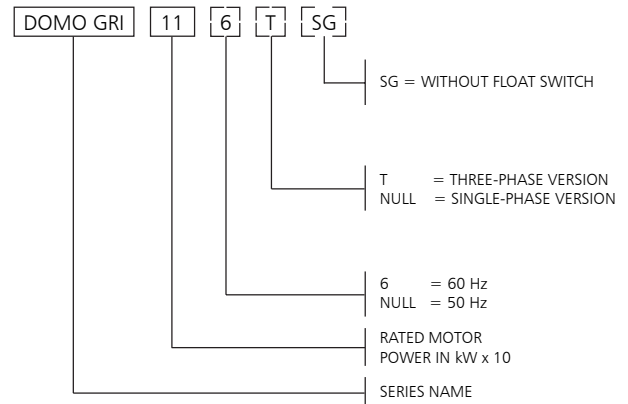 DOMO GRI 11 6 T SG
SG = WITHOUT FLOAT SWITCH
T = THREE-PHASE VERSION
NULL = SINGLE-PHASE VERSION
6 = 60 Hz
NULL = 50 Hz
RATED MOTOR
POWER IN kW x 10
SERIES NAME